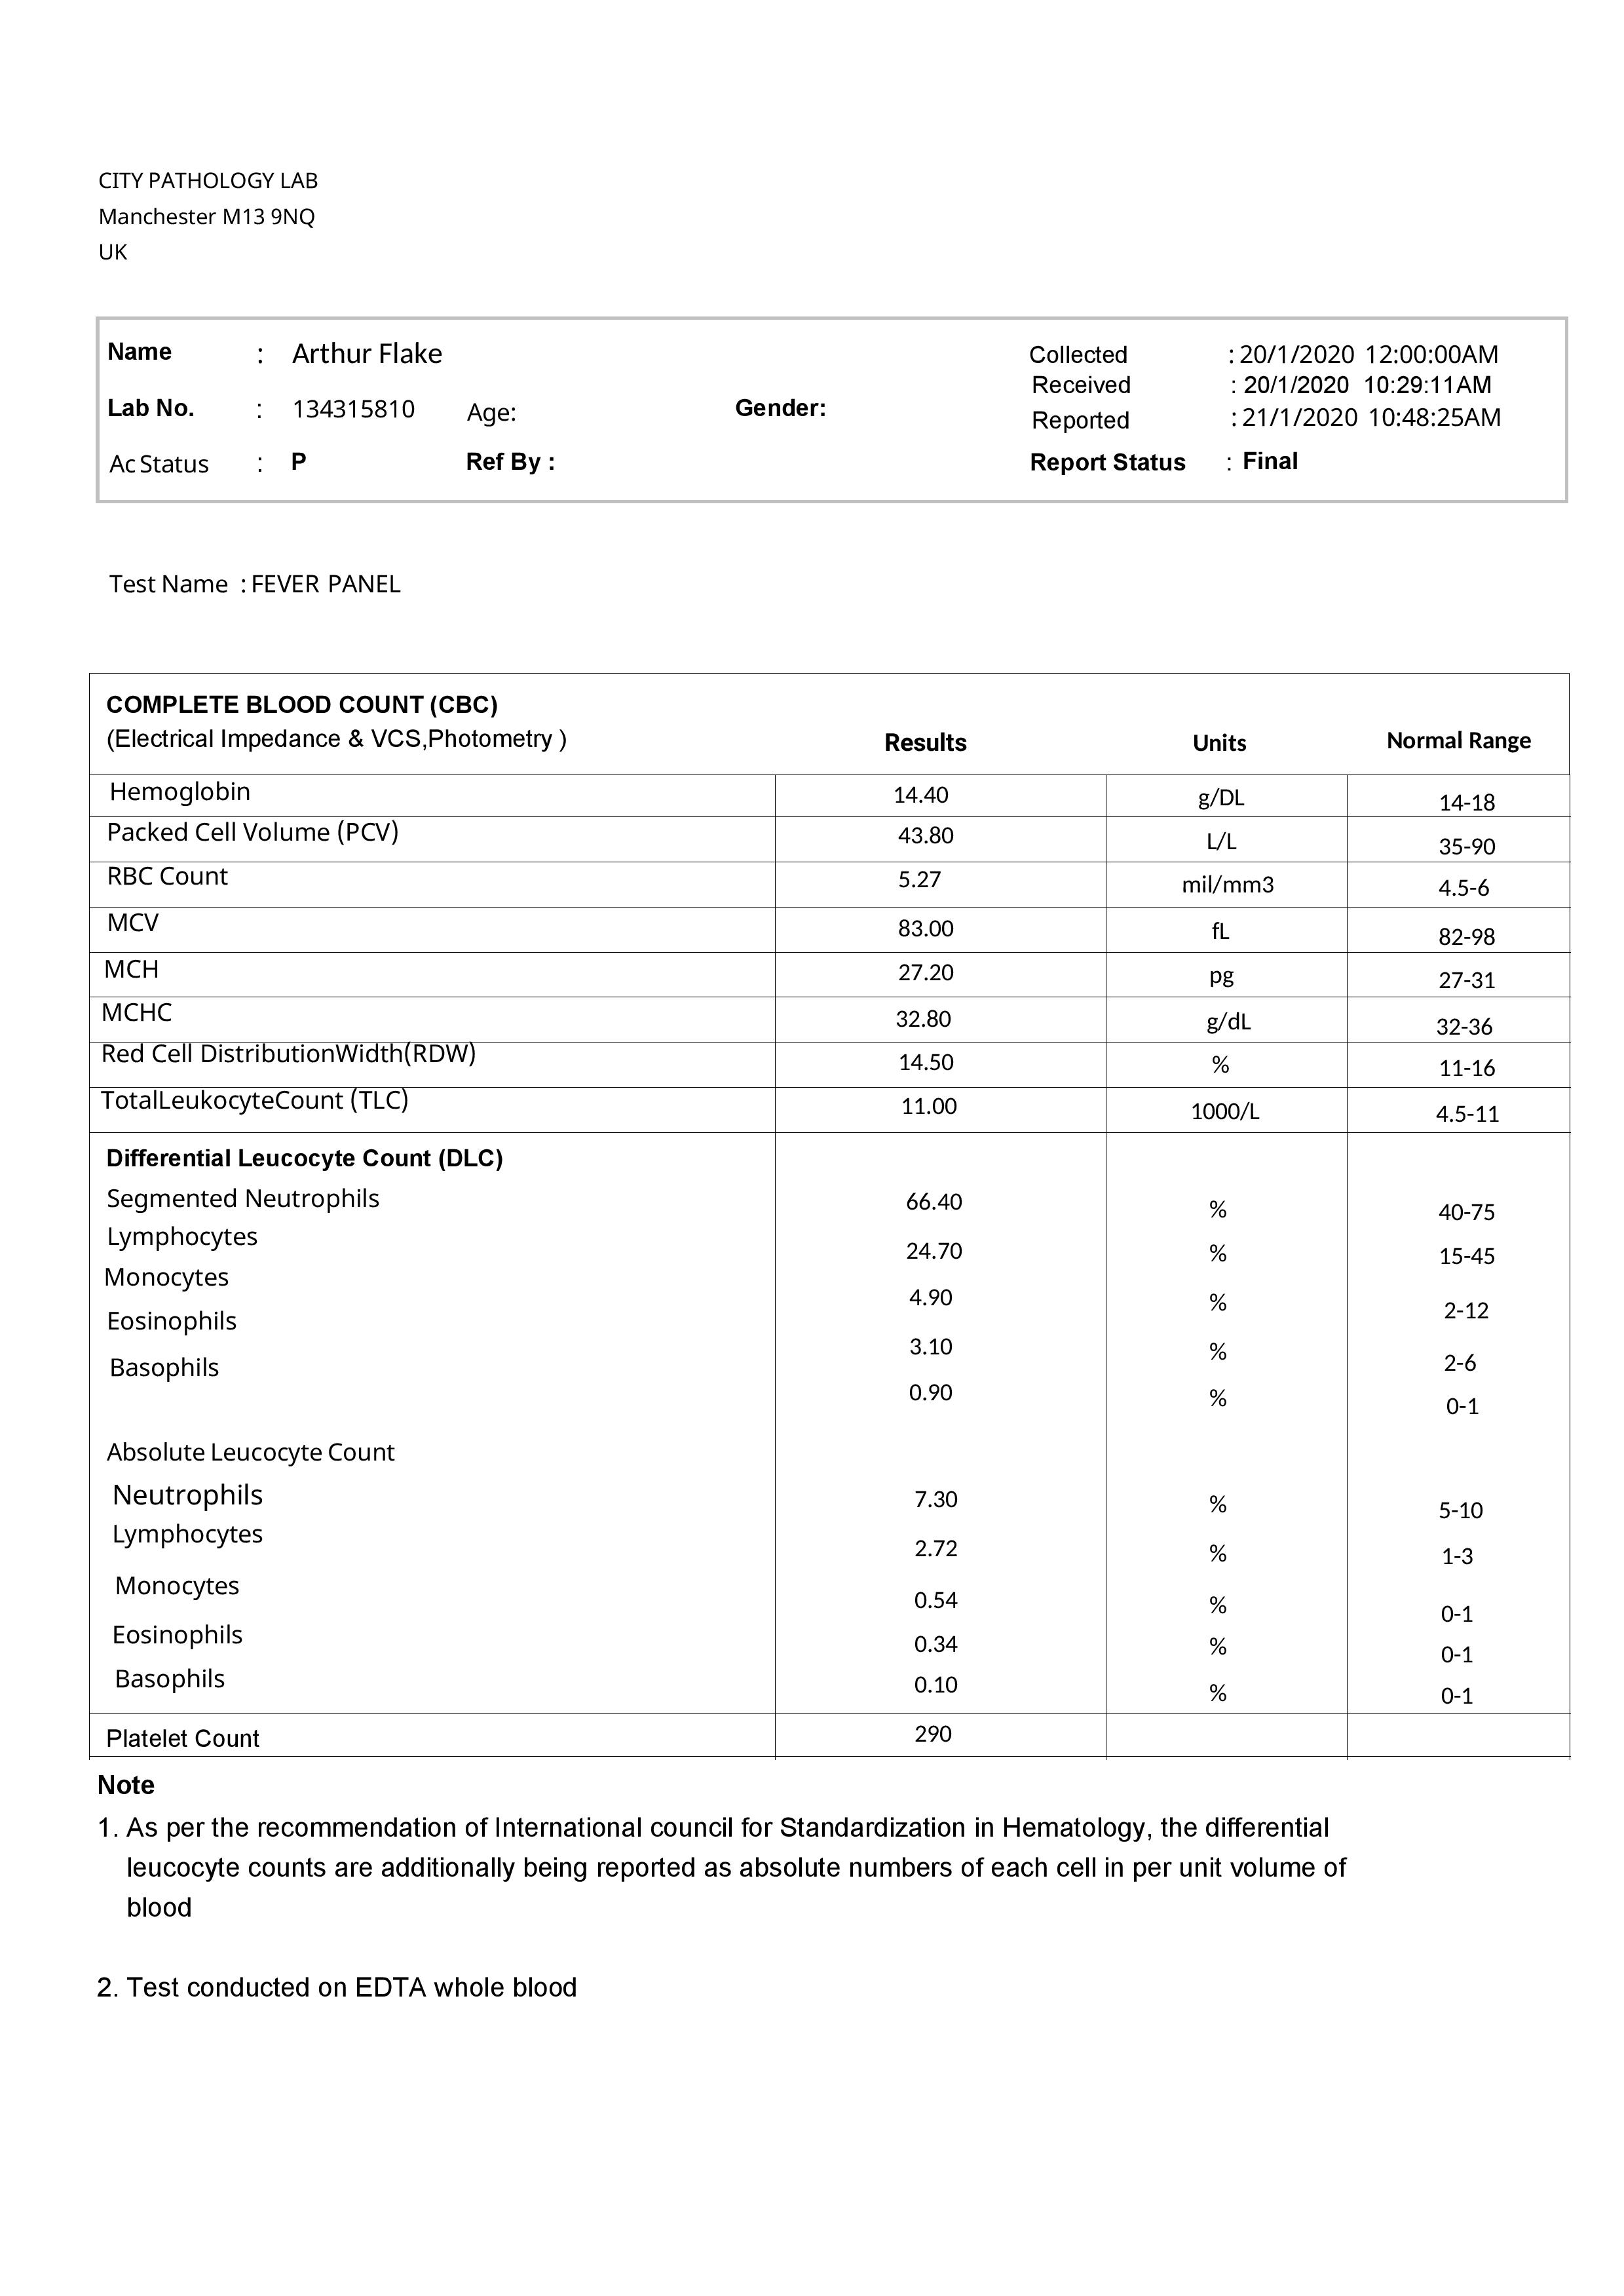 CITY PATHOLOGY LAB
Manchester M13 9NQ
UK
Name : Arthur Flake Collected : 20/1/2020 12:00:00AM
Received : 20/1/2020 10:29:11AM
Lab No. : 134315810 Age: Gender: Reported : 21/1/2020 10:48:25AM
Ac Status : P Ref By : Report Status : Final
Test Name : FEVER PANEL
COMPLETE BLOOD COUNT (CBC)
(Electrical Impedance & VCS,Photometry ) Results Units Normal Range
Hemoglobin 14.40 g/DL 14-18
Packed Cell Volume (PCV) 43.80 L/L 35-90
RBC Count 5.27 mil/mm3 4.5-6
MCV 83.00 fL 82-98
MCH 27.20 pg 27-31
MCHC 32.80 g/dL 32-36
Red Cell DistributionWidth(RDW) 14.50 % 11-16
TotalLeukocyteCount (TLC) 11.00 1000/L 4.5-11
Differential Leucocyte Count (DLC)
Segmented Neutrophils 66.40 % 40-75
Lymphocytes 24.70 % 15-45
Monocytes 4.90 % 2-12
Eosinophils 3.10 % 2-6
Basophils 0.90 % 0-1
Absolute Leucocyte Count
Neutrophils 7.30 % 5-10
Lymphocytes 2.72 % 1-3
Monocytes 0.54 % 0-1
Eosinophils 0.34 % 0-1
Basophils 0.10 % 0-1
Platelet Count 290
Note
1. As per the recommendation of International council for Standardization in Hematology, the differential
leucocyte counts are additionally being reported as absolute numbers of each cell in per unit volume of
blood
2. Test conducted on EDTA whole blood